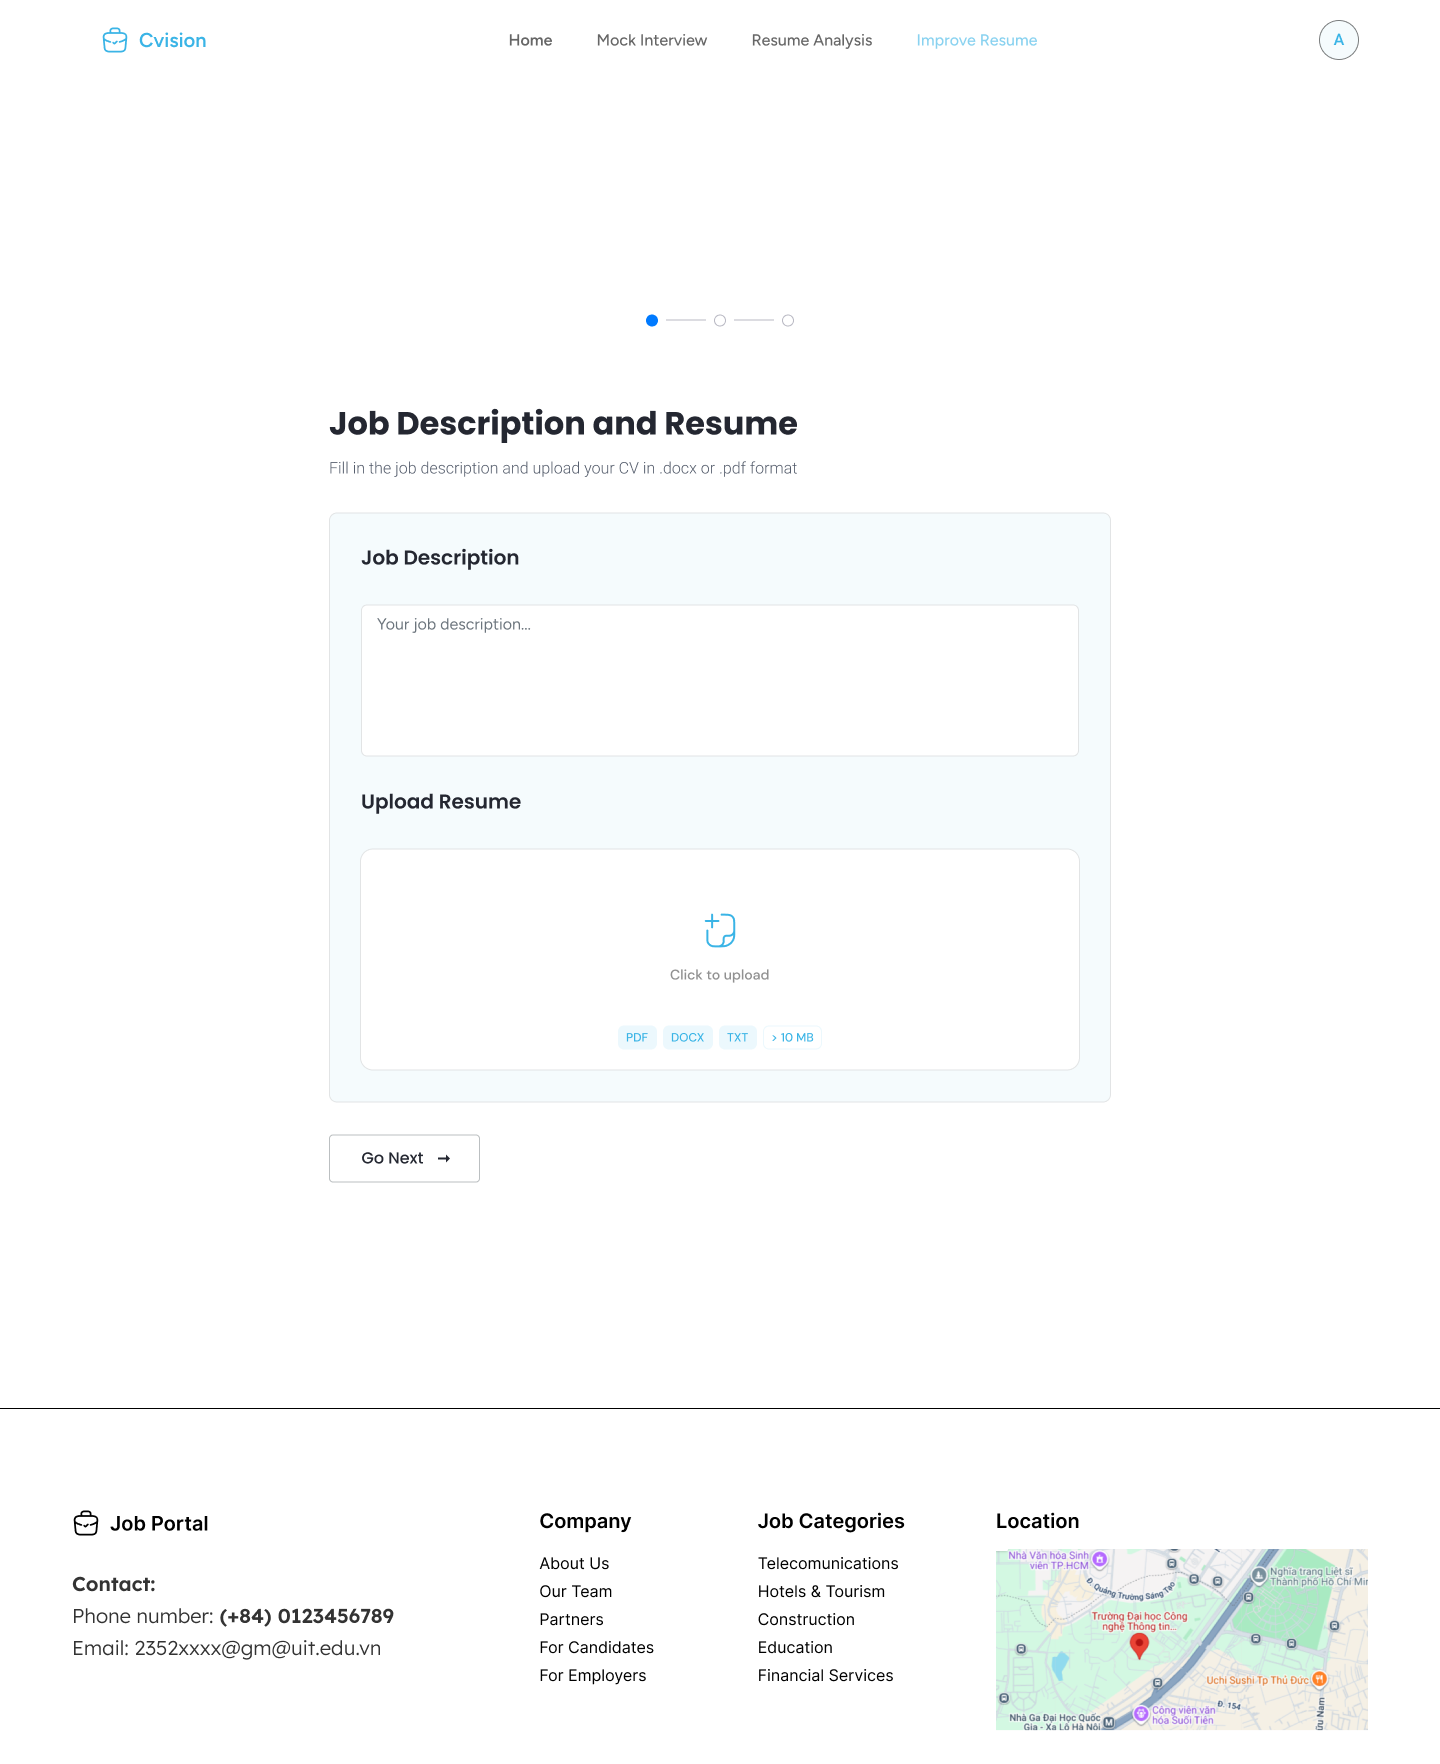 Cvision
Home
Mock Interview
Resume Analysis
Improve Resume
A
Job Description and Resume
Fill in the job description and upload your CV in .docx or .pdf format
Job Description
Your job description...
Upload Resume
Click to upload
PDF
DOCX
TXT
> 10 MB
Go Next
Job Portal
Contact:
Phone number: (+84) 0123456789
Email: 2352xxxx@gm@uit.edu.vn
Company
About Us
Our Team
Partners
For Candidates
For Employers
Job Categories
Telecomunications
Hotels & Tourism
Construction
Education
Financial Services
Location
Nhà Văn hóa Sinh
viên TP.HCM
Nghĩa trang Liệt sĩ
Thành phố Hồ Chí Mi
Đ. Quảng Trường Sáng Tạo
Trường Đại học Công
nghệ Thông tin...
Uchi Sushi Tp Thủ Đức
Đ. 154
Công viên văn
hóa Suối Tiên
Nhà Ga Đại Học Quốc
Gia - Xa Lộ Hà Nội
M